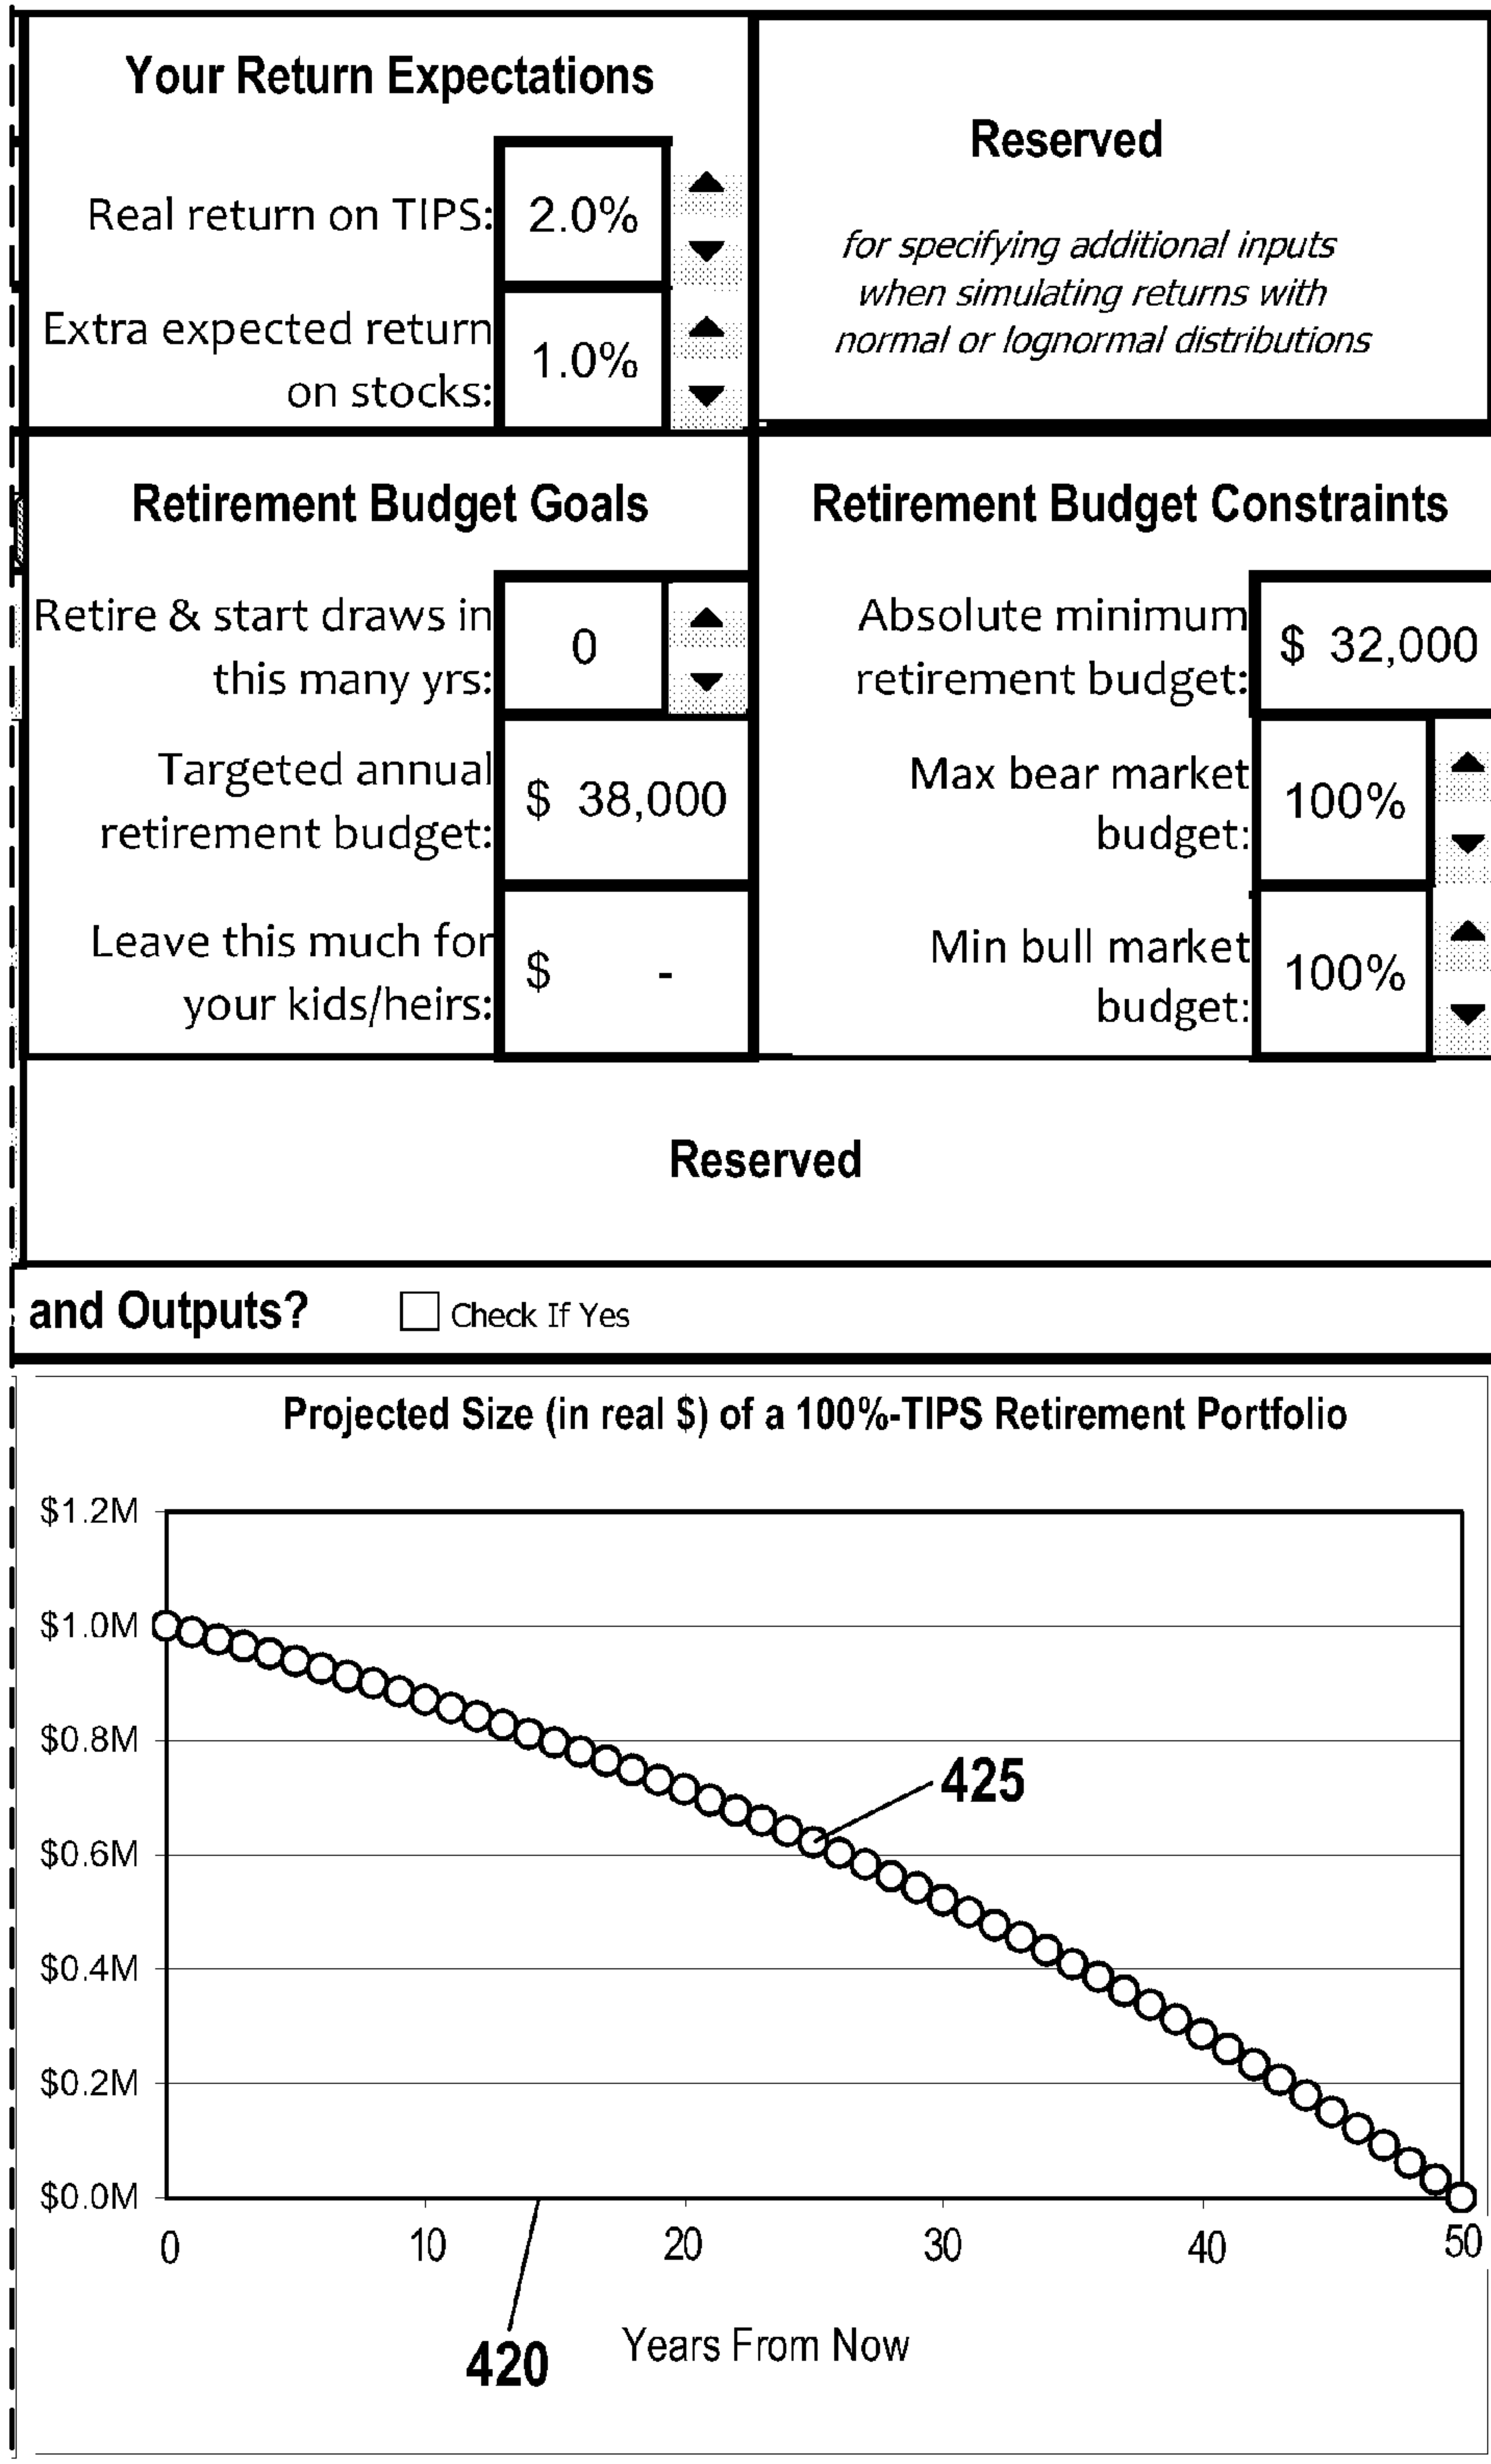 Your Return Expectations
Real return on TIPS: 2.0%
Extra expected return
on stocks: 1.0%
Reserved
for specifying additional inputs
when simulating returns with
normal or lognormal distributions
Retirement Budget Goals
Retire & start draws in
this many yrs: 0
Targeted annual
retirement budget: $ 38,000
Leave this much for
your kids/heirs: $ -
Retirement Budget Constraints
Absolute minimum
retirement budget: $ 32,000
Max bear market
budget: 100%
Min bull market
budget: 100%
Reserved
and Outputs? Check If Yes
Projected Size (in real $) of a 100%-TIPS Retirement Portfolio
$1.2M
$1.0M
$0.8M
425
$0.6M
$0.4M
$0.2M
$0.0M
0 10 20 30 40 50
420
Years From Now